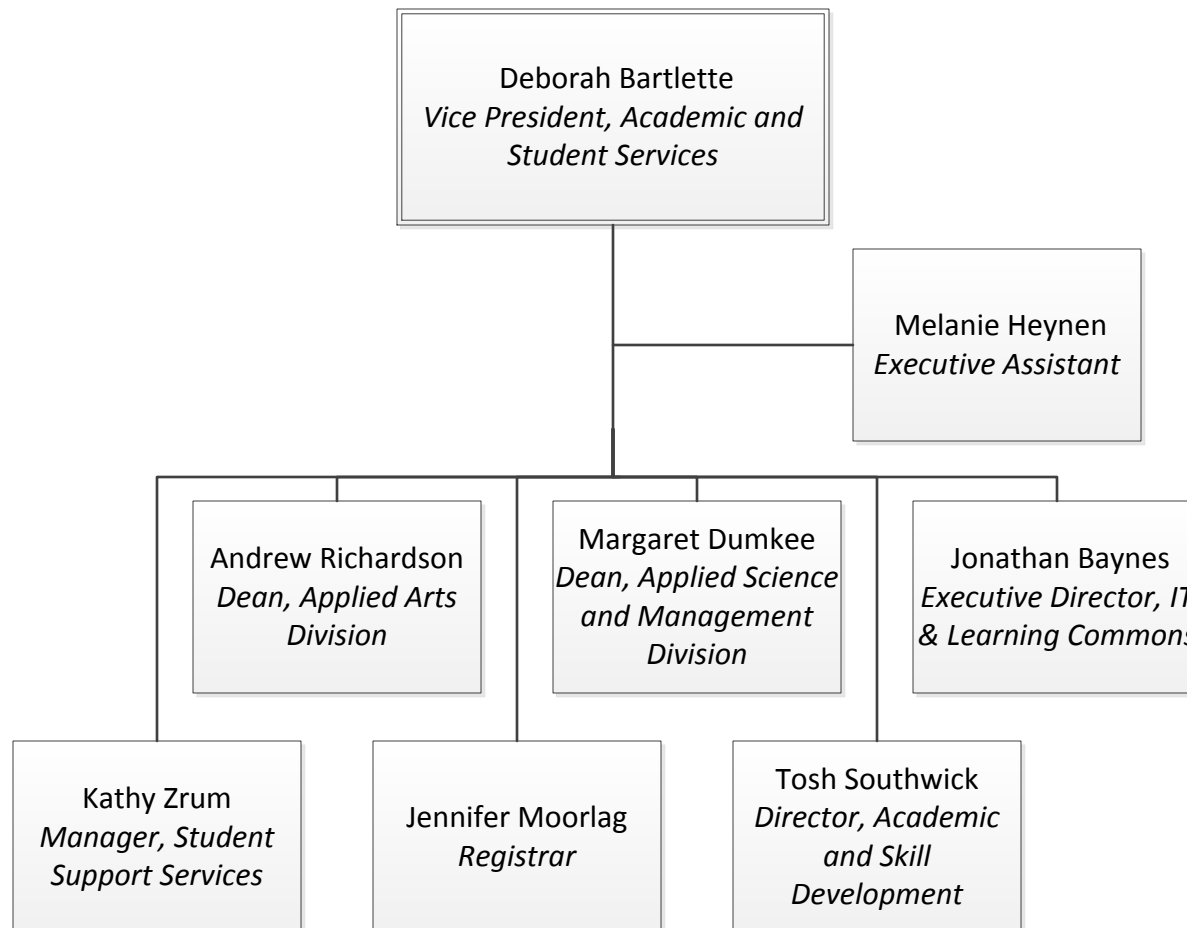 Deborah Bartlette
Vice President, Academic and
Student Services
Melanie Heynen
Executive Assistant
Andrew Richardson
Dean, Applied Arts
Division
Margaret Dumkee
Dean, Applied Science
and Management
Division
Jonathan Baynes
Executive Director, IT
& Learning Commons
Kathy Zrum
Manager, Student
Support Services
Jennifer Moorlag
Registrar
Tosh Southwick
Director, Academic
and Skill
Development